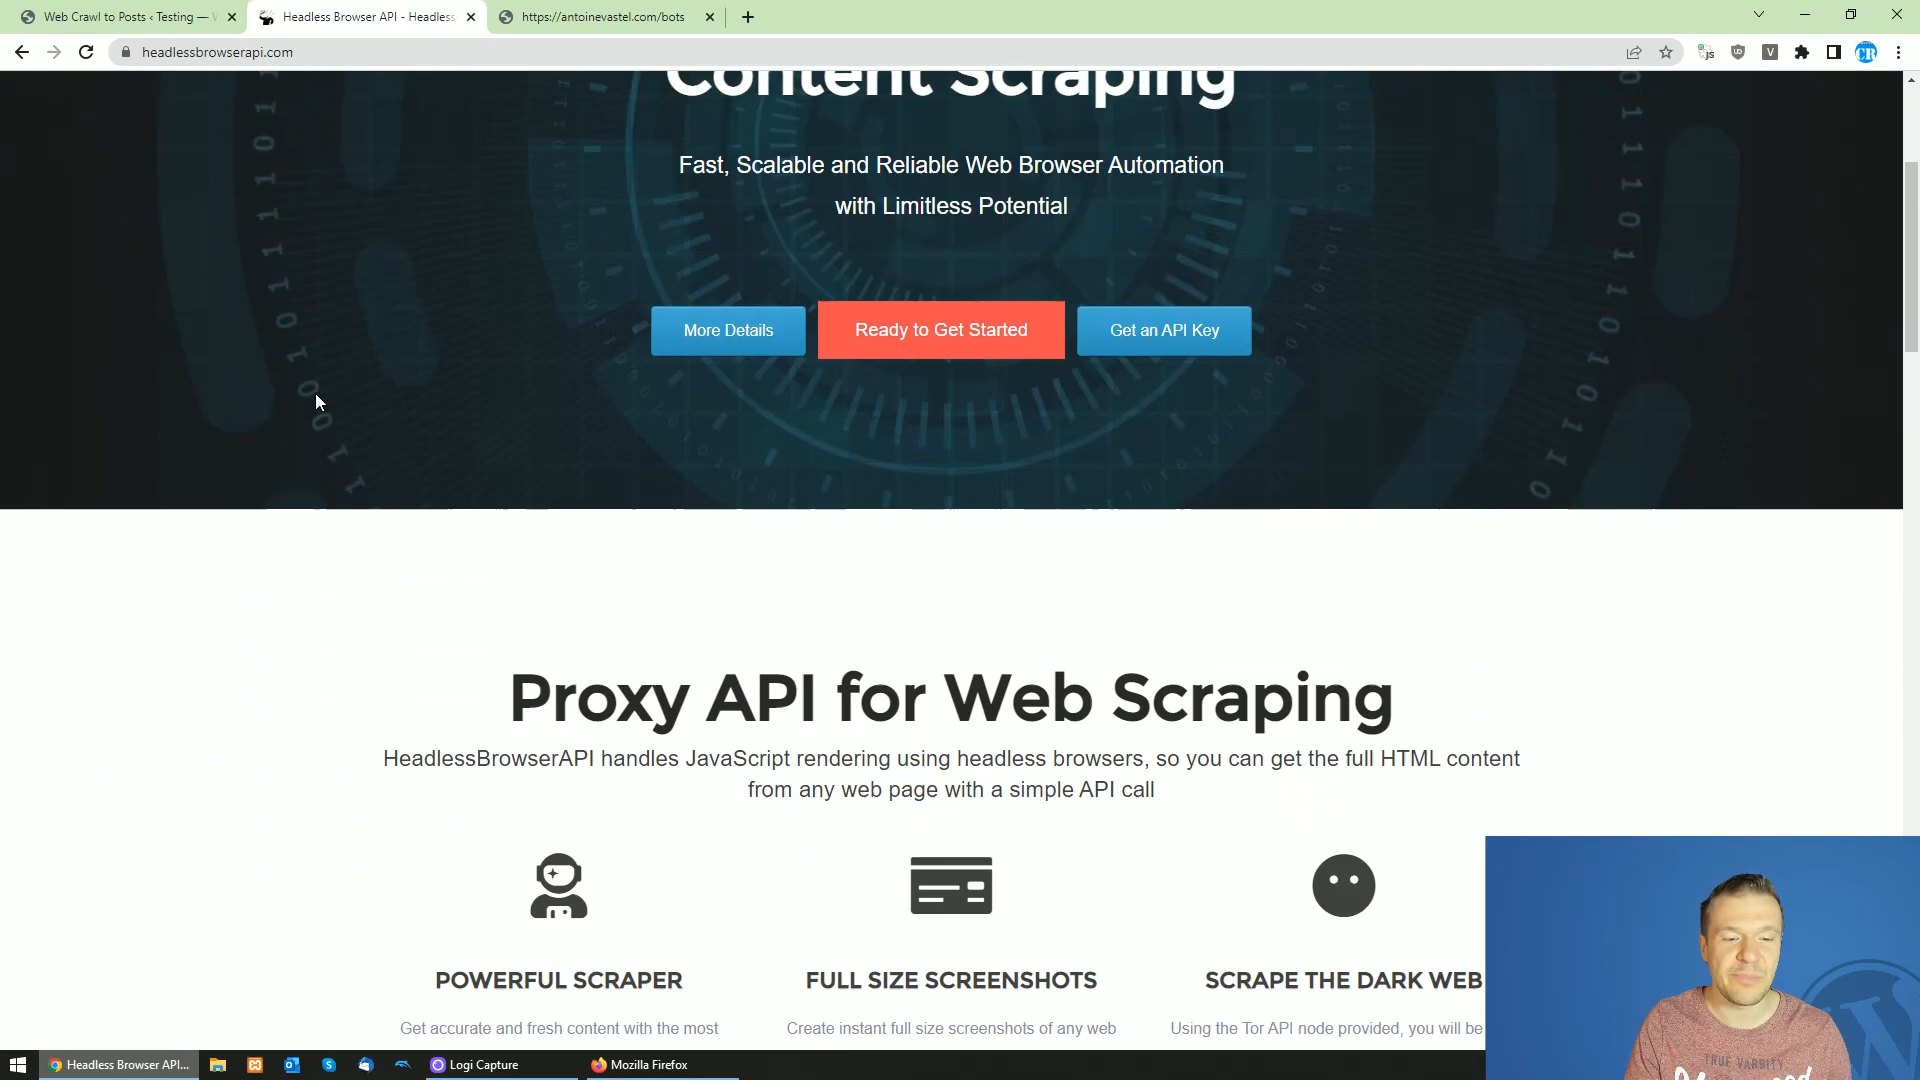 Web Crawl to Posts ‹ Testing —
Headless Browser API - Headless
https://antoinevastel.com/bots
headlessbrowserapi.com
Content Scraping
Fast, Scalable and Reliable Web Browser Automation
with Limitless Potential
More Details
Ready to Get Started
Get an API Key
Proxy API for Web Scraping
HeadlessBrowserAPI handles JavaScript rendering using headless browsers, so you can get the full HTML content
from any web page with a simple API call
POWERFUL SCRAPER
FULL SIZE SCREENSHOTS
SCRAPE THE DARK WEB
Get accurate and fresh content with the most
Create instant full size screenshots of any web
Using the Tor API node provided, you will be
TRUE VARSITY
Headless Browser API...
Logi Capture
Mozilla Firefox